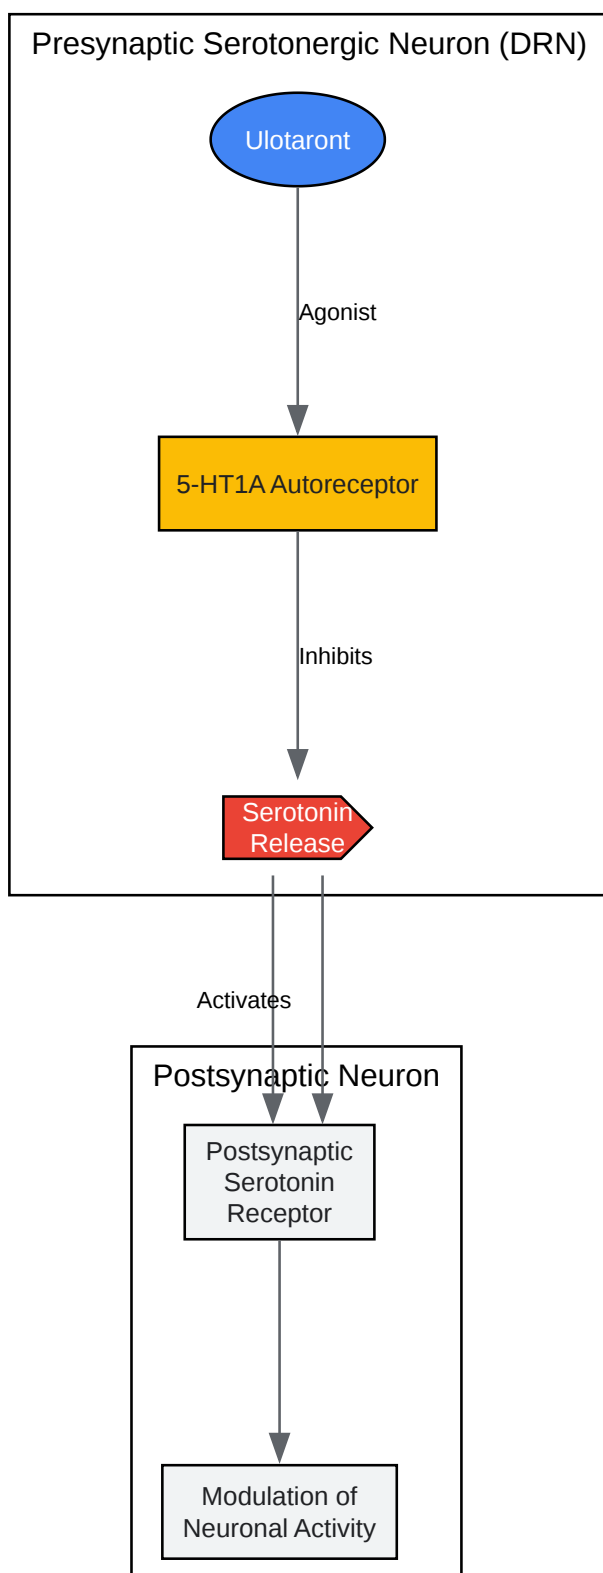 Presynaptic Serotonergic Neuron (DRN)
Ulotaront
Agonist
5-HT1A Autoreceptor
Inhibits
Serotonin
Release
Activates
Postsynaptic Neuron
Postsynaptic
Serotonin
Receptor
Modulation of
Neuronal Activity